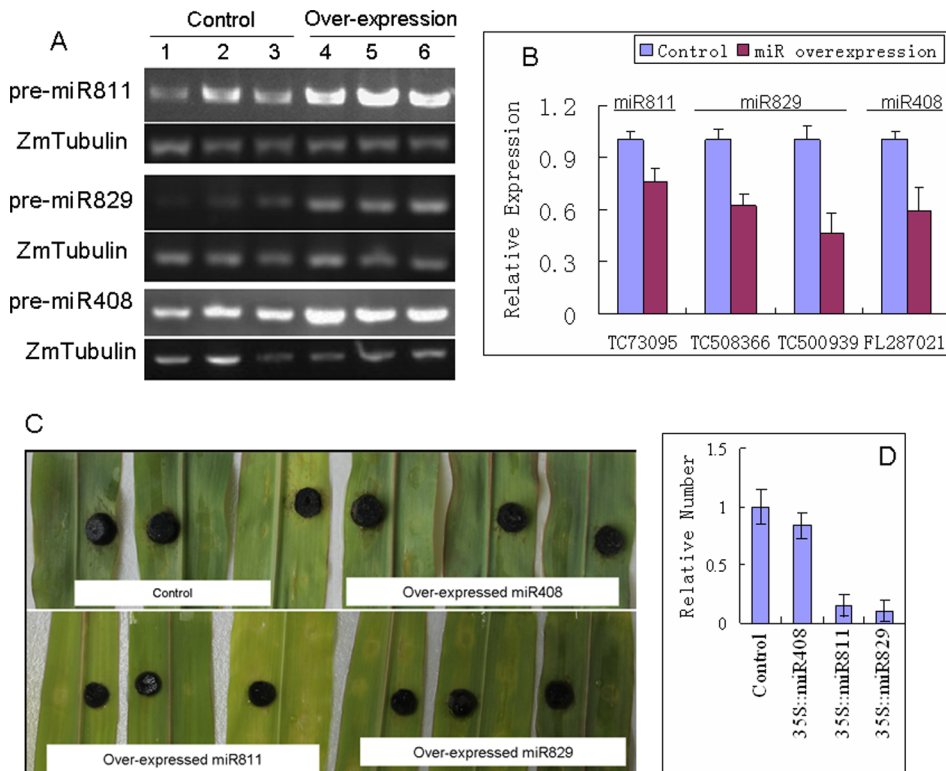 A
Control Over-expression
1 2 3 4 5 6
pre-miR811
ZmTubulin
pre-miR829
ZmTubulin
pre-miR408
ZmTubulin
B
Control miR overexpression
miR811 miR829 miR408
Relative Expression
1.2
0.9
0.6
0.3
0
TC73095 TC508366 TC500939 FL287021
C
Control
Over-expressed miR408
Over-expressed miR811
Over-expressed miR829
D
Relative Number
1.5
1
0.5
0
Control
35S::miR408
35S::miR811
35S::miR829